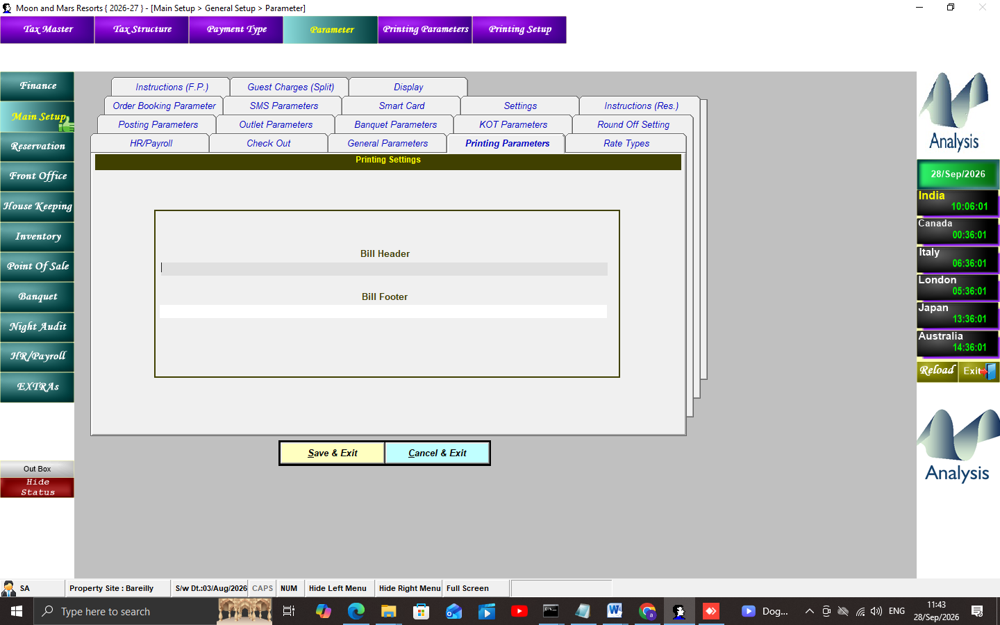 Moon and Mars Resorts { 2026-27 } - [Main Setup > General Setup > Parameter]
Tax Master
Tax Structure
Payment Type
Parameter
Printing Parameters
Printing Setup
Finance
Main Setup
Reservation
Front Office
House Keeping
Inventory
Point Of Sale
Banquet
Night Audit
HR/Payroll
EXTRAs
Out Box
Hide
Status
Instructions (F.P.)
Guest Charges (Split)
Display
Order Booking Parameter
SMS Parameters
Smart Card
Settings
Instructions (Res.)
Posting Parameters
Outlet Parameters
Banquet Parameters
KOT Parameters
Round Off Setting
HR/Payroll
Check Out
General Parameters
Printing Parameters
Rate Types
Printing Settings
Bill Header
Bill Footer
Save & Exit
Cancel & Exit
Analysis
28/Sep/2026
India
10:06:01
Canada
00:36:01
Italy
06:36:01
London
05:36:01
Japan
13:36:01
Australia
14:36:01
Reload
Exit
Analysis
SA
Property Site : Bareilly
S/w Dt.:03/Aug/2026
CAPS
NUM
Hide Left Menu
Hide Right Menu
Full Screen
Type here to search
Dog...
ENG
11:43
28/Sep/2026